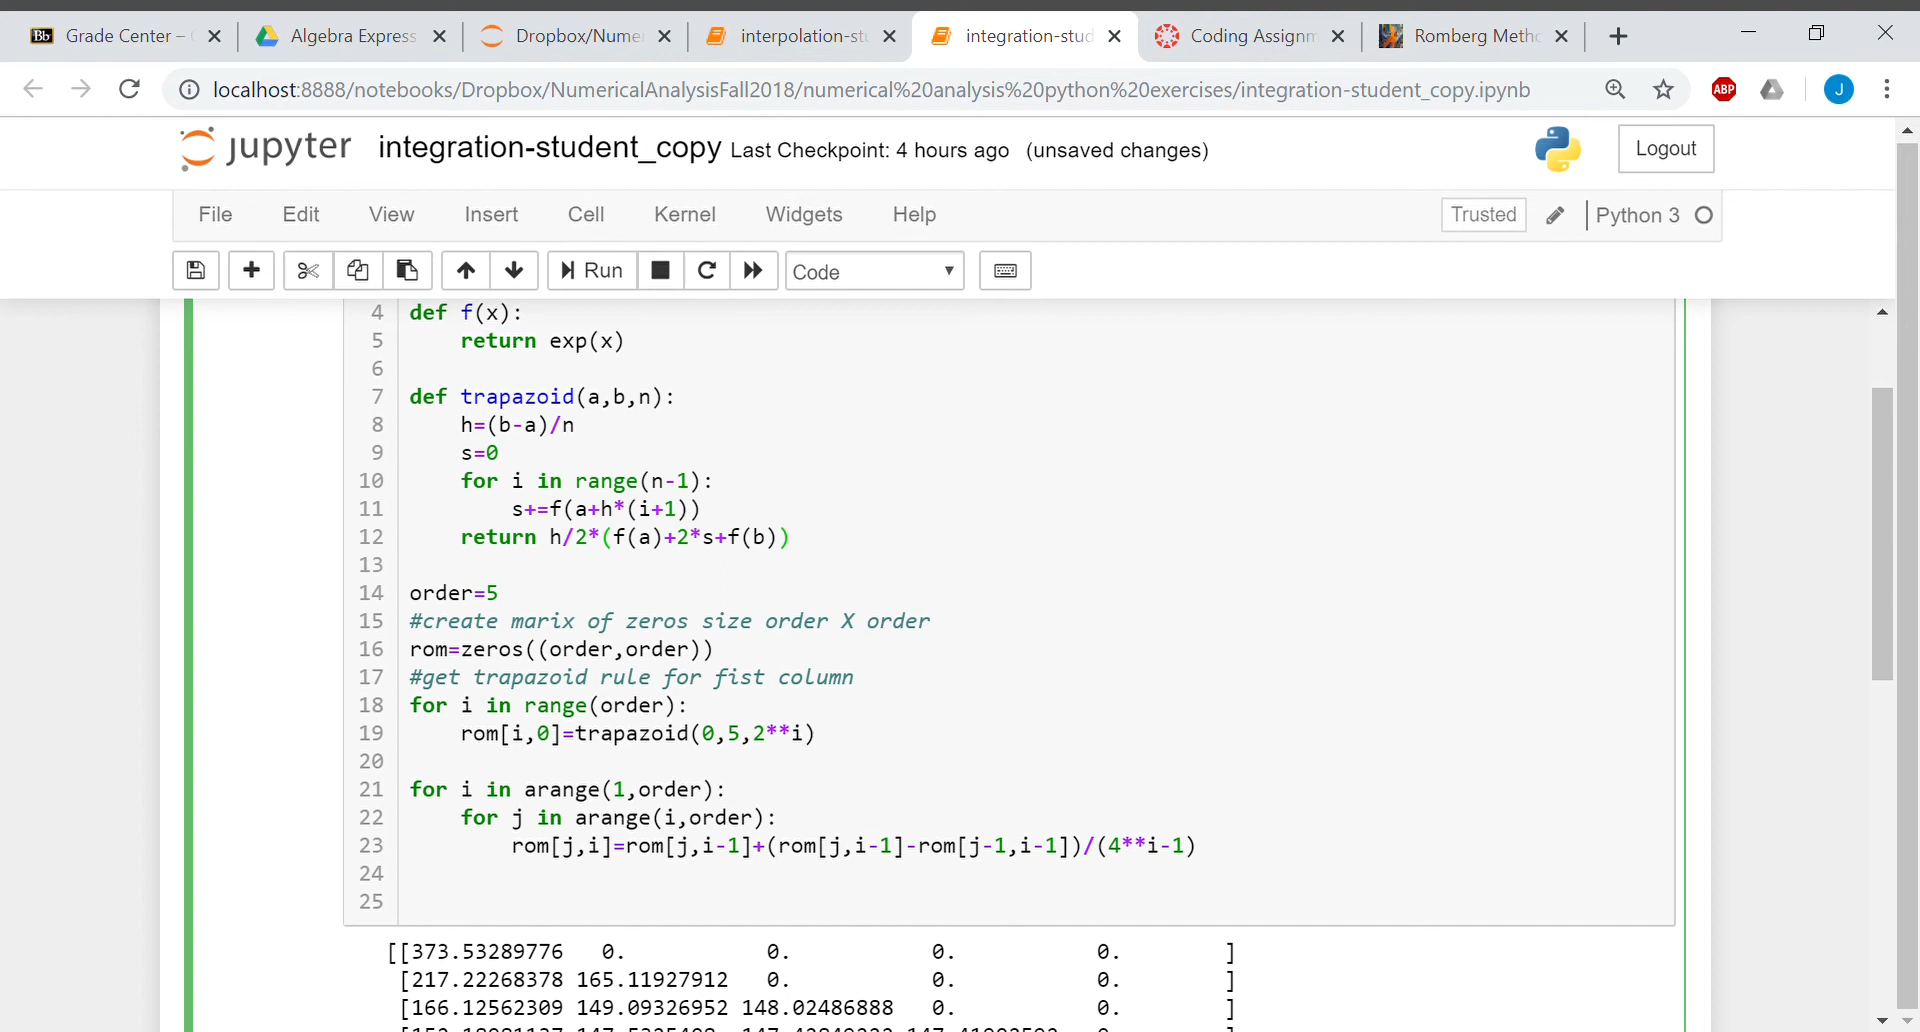 Bb Grade Center – Algebra Express Dropbox/Nume interpolation-stu integration-stud Coding Assignm Romberg Metho
localhost:8888/notebooks/Dropbox/NumericalAnalysisFall2018/numerical%20analysis%20python%20exercises/integration-student_copy.ipynb ABP J
jupyter integration-student_copy Last Checkpoint: 4 hours ago (unsaved changes) Logout
File Edit View Insert Cell Kernel Widgets Help Trusted Python 3
Run Code
4 def f(x):
5 return exp(x)
6
7 def trapazoid(a,b,n):
8 h=(b-a)/n
9 s=0
10 for i in range(n-1):
11 s+=f(a+h*(i+1))
12 return h/2*(f(a)+2*s+f(b))
13
14 order=5
15 #create marix of zeros size order X order
16 rom=zeros((order,order))
17 #get trapazoid rule for fist column
18 for i in range(order):
19 rom[i,0]=trapazoid(0,5,2**i)
20
21 for i in arange(1,order):
22 for j in arange(i,order):
23 rom[j,i]=rom[j,i-1]+(rom[j,i-1]-rom[j-1,i-1])/(4**i-1)
24
25
[[373.53289776 0. 0. 0. 0. ]
[217.22268378 165.11927912 0. 0. 0. ]
[166.12562309 149.09326952 148.02486888 0. 0. ]